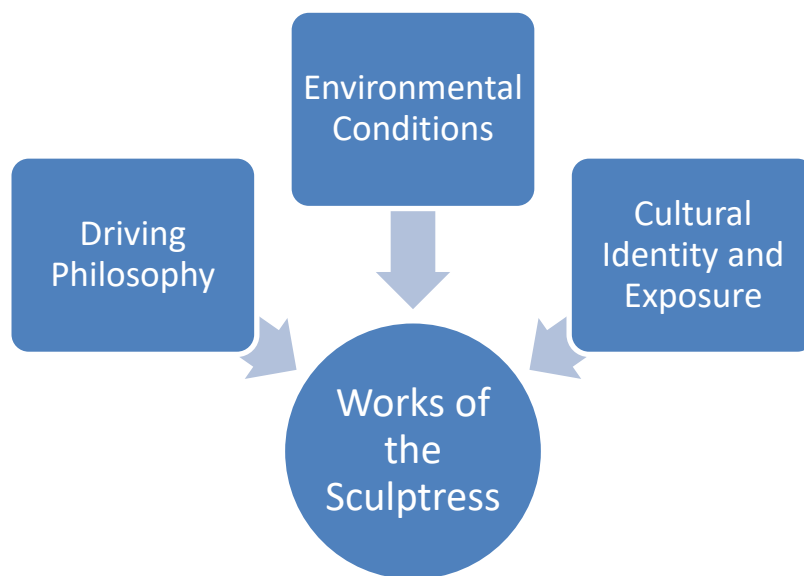 Environmental
Conditions
Driving
Philosophy
Cultural
Identity and
Exposure
Works of
the
Sculptress